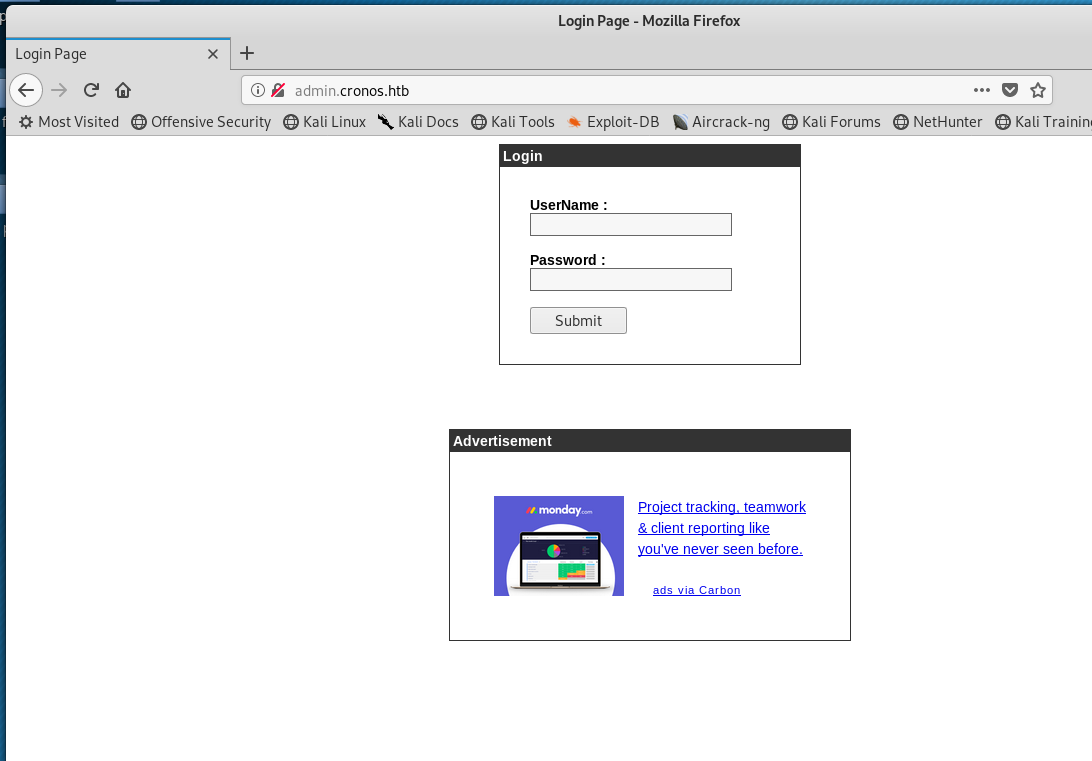 Login Page - Mozilla Firefox
Login Page
admin.cronos.htb
Most Visited Offensive Security Kali Linux Kali Docs Kali Tools Exploit-DB Aircrack-ng Kali Forums NetHunter Kali Training
Login
UserName :
Password :
Submit
Advertisement
monday.com
Project tracking, teamwork
& client reporting like
you've never seen before.
ads via Carbon